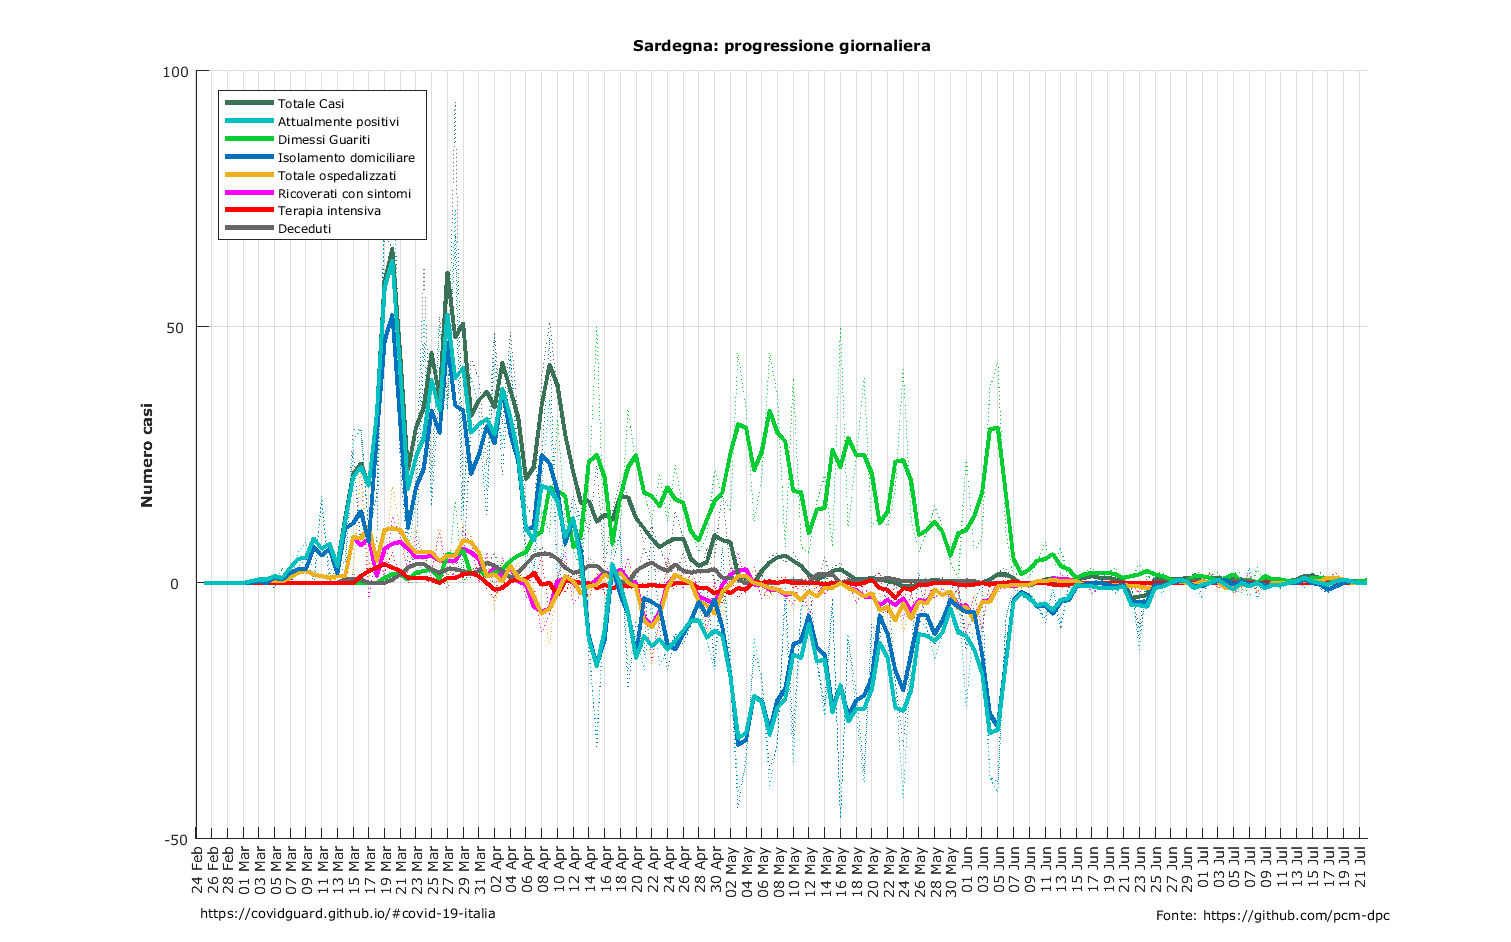 Sardegna: progressione giornaliera
100
50
0
-50
Numero casi
Totale Casi
Attualmente positivi
Dimessi Guariti
Isolamento domiciliare
Totale ospedalizzati
Ricoverati con sintomi
Terapia intensiva
Deceduti
24 Feb
26 Feb
28 Feb
01 Mar
03 Mar
05 Mar
07 Mar
09 Mar
11 Mar
13 Mar
15 Mar
17 Mar
19 Mar
21 Mar
23 Mar
25 Mar
27 Mar
29 Mar
31 Mar
02 Apr
04 Apr
06 Apr
08 Apr
10 Apr
12 Apr
14 Apr
16 Apr
18 Apr
20 Apr
22 Apr
24 Apr
26 Apr
28 Apr
30 Apr
02 May
04 May
06 May
08 May
10 May
12 May
14 May
16 May
18 May
20 May
22 May
24 May
26 May
28 May
30 May
01 Jun
03 Jun
05 Jun
07 Jun
09 Jun
11 Jun
13 Jun
15 Jun
17 Jun
19 Jun
21 Jun
23 Jun
25 Jun
27 Jun
29 Jun
01 Jul
03 Jul
05 Jul
07 Jul
09 Jul
11 Jul
13 Jul
15 Jul
17 Jul
19 Jul
21 Jul
https://covidguard.github.io/#covid-19-italia
Fonte: https://github.com/pcm-dpc